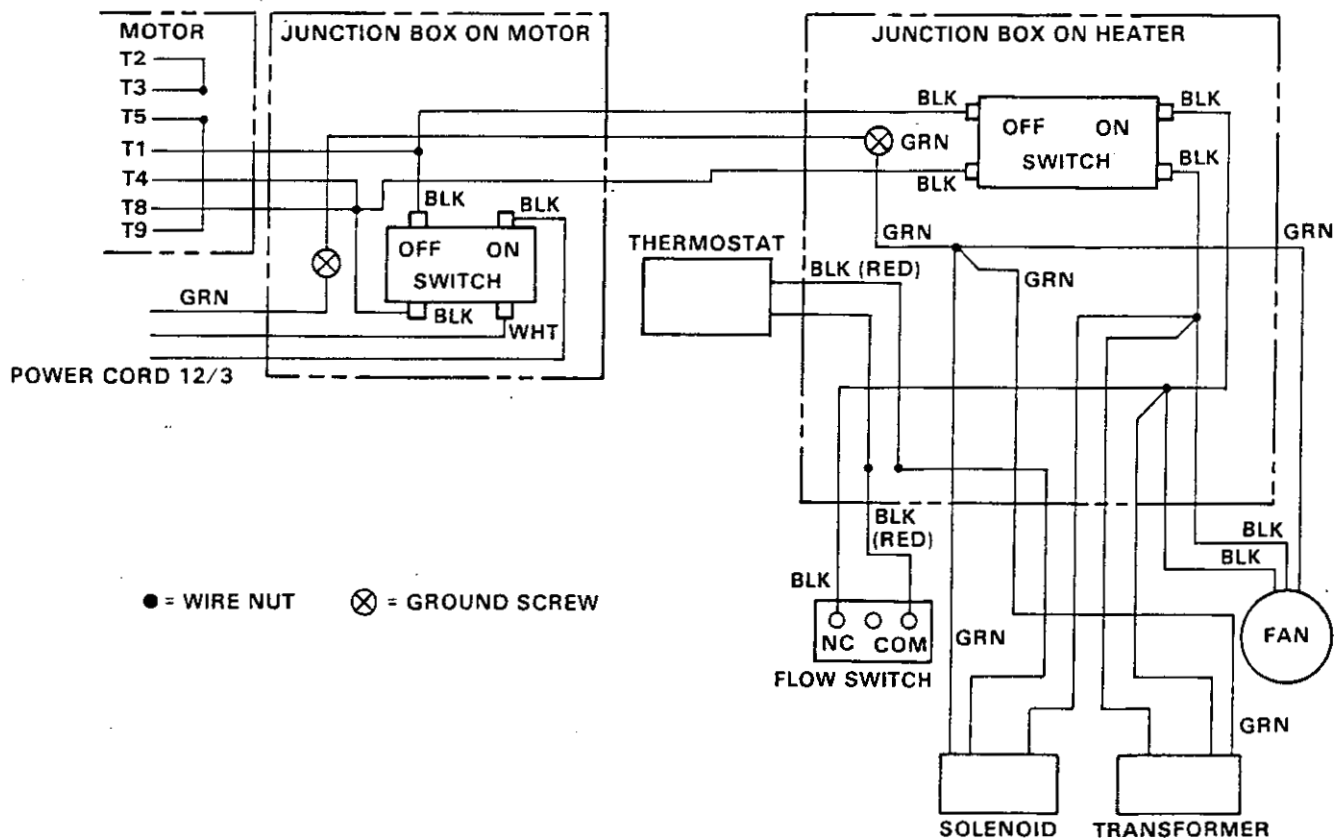 MOTOR
T2
T3
T5
T1
T4
T8
T9
JUNCTION BOX ON MOTOR
BLK
BLK
OFF ON
SWITCH
BLK
WHT
GRN
POWER CORD 12/3
JUNCTION BOX ON HEATER
BLK
BLK
OFF ON
SWITCH
GRN
BLK
BLK
THERMOSTAT
GRN
GRN
BLK (RED)
GRN
BLK
(RED)
BLK
BLK
BLK
● = WIRE NUT ⊗ = GROUND SCREW
NC COM
FLOW SWITCH
GRN
FAN
GRN
SOLENOID
TRANSFORMER